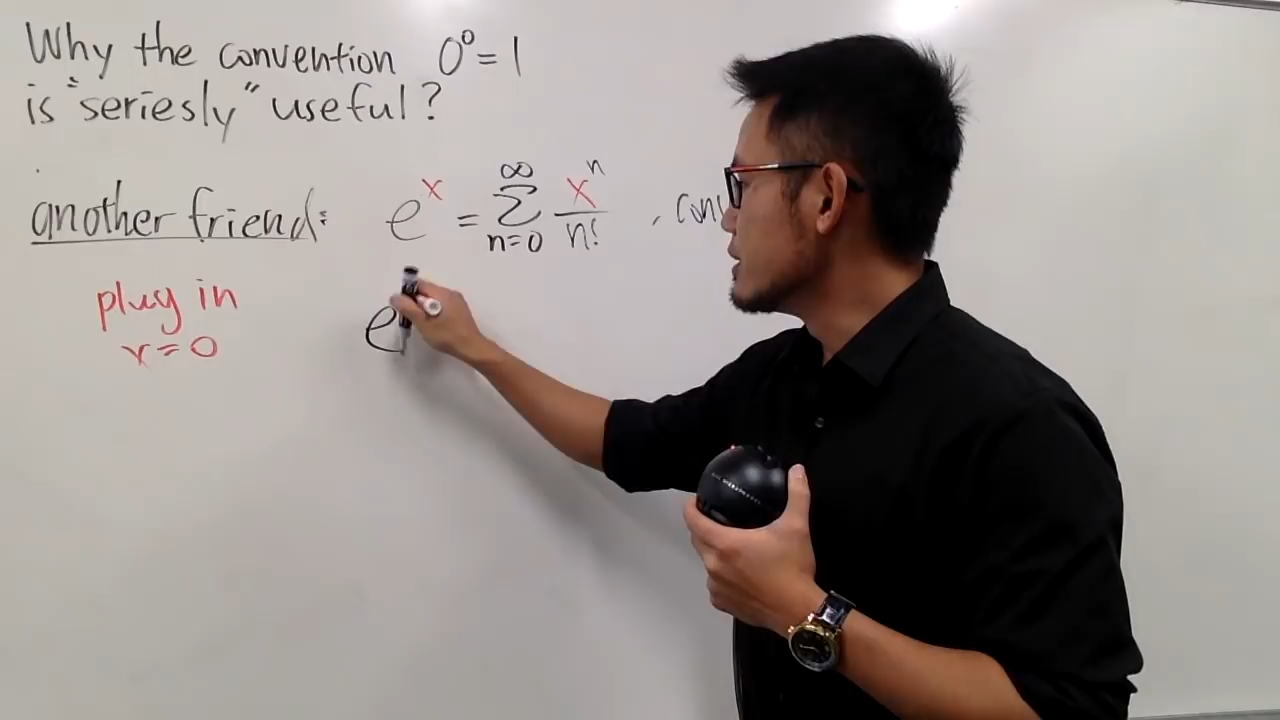 Why the convention 0⁰ = 1
is "seriesly" useful?
another friend: eˣ = ∑ₙ₌₀^∞ xⁿ/n! ,
plug in
x = 0
e